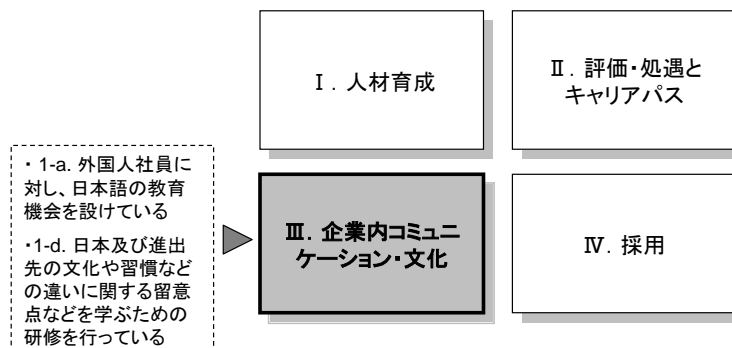 Ⅰ．人材育成
Ⅱ．評価・処遇と
キャリアパス
・ 1-a. 外国人社員に
対し、日本語の教育
機会を設けている
・1-d. 日本及び進出
先の文化や習慣など
の違いに関する留意
点などを学ぶための
研修を行っている
Ⅲ．企業内コミュニ
ケーション・文化
Ⅳ．採用